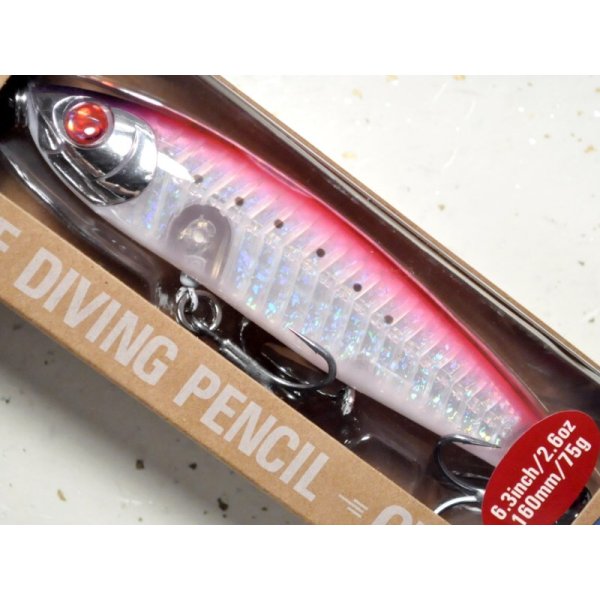 DIVING PENCIL
6.3inch/2.6oz
160mm/75g